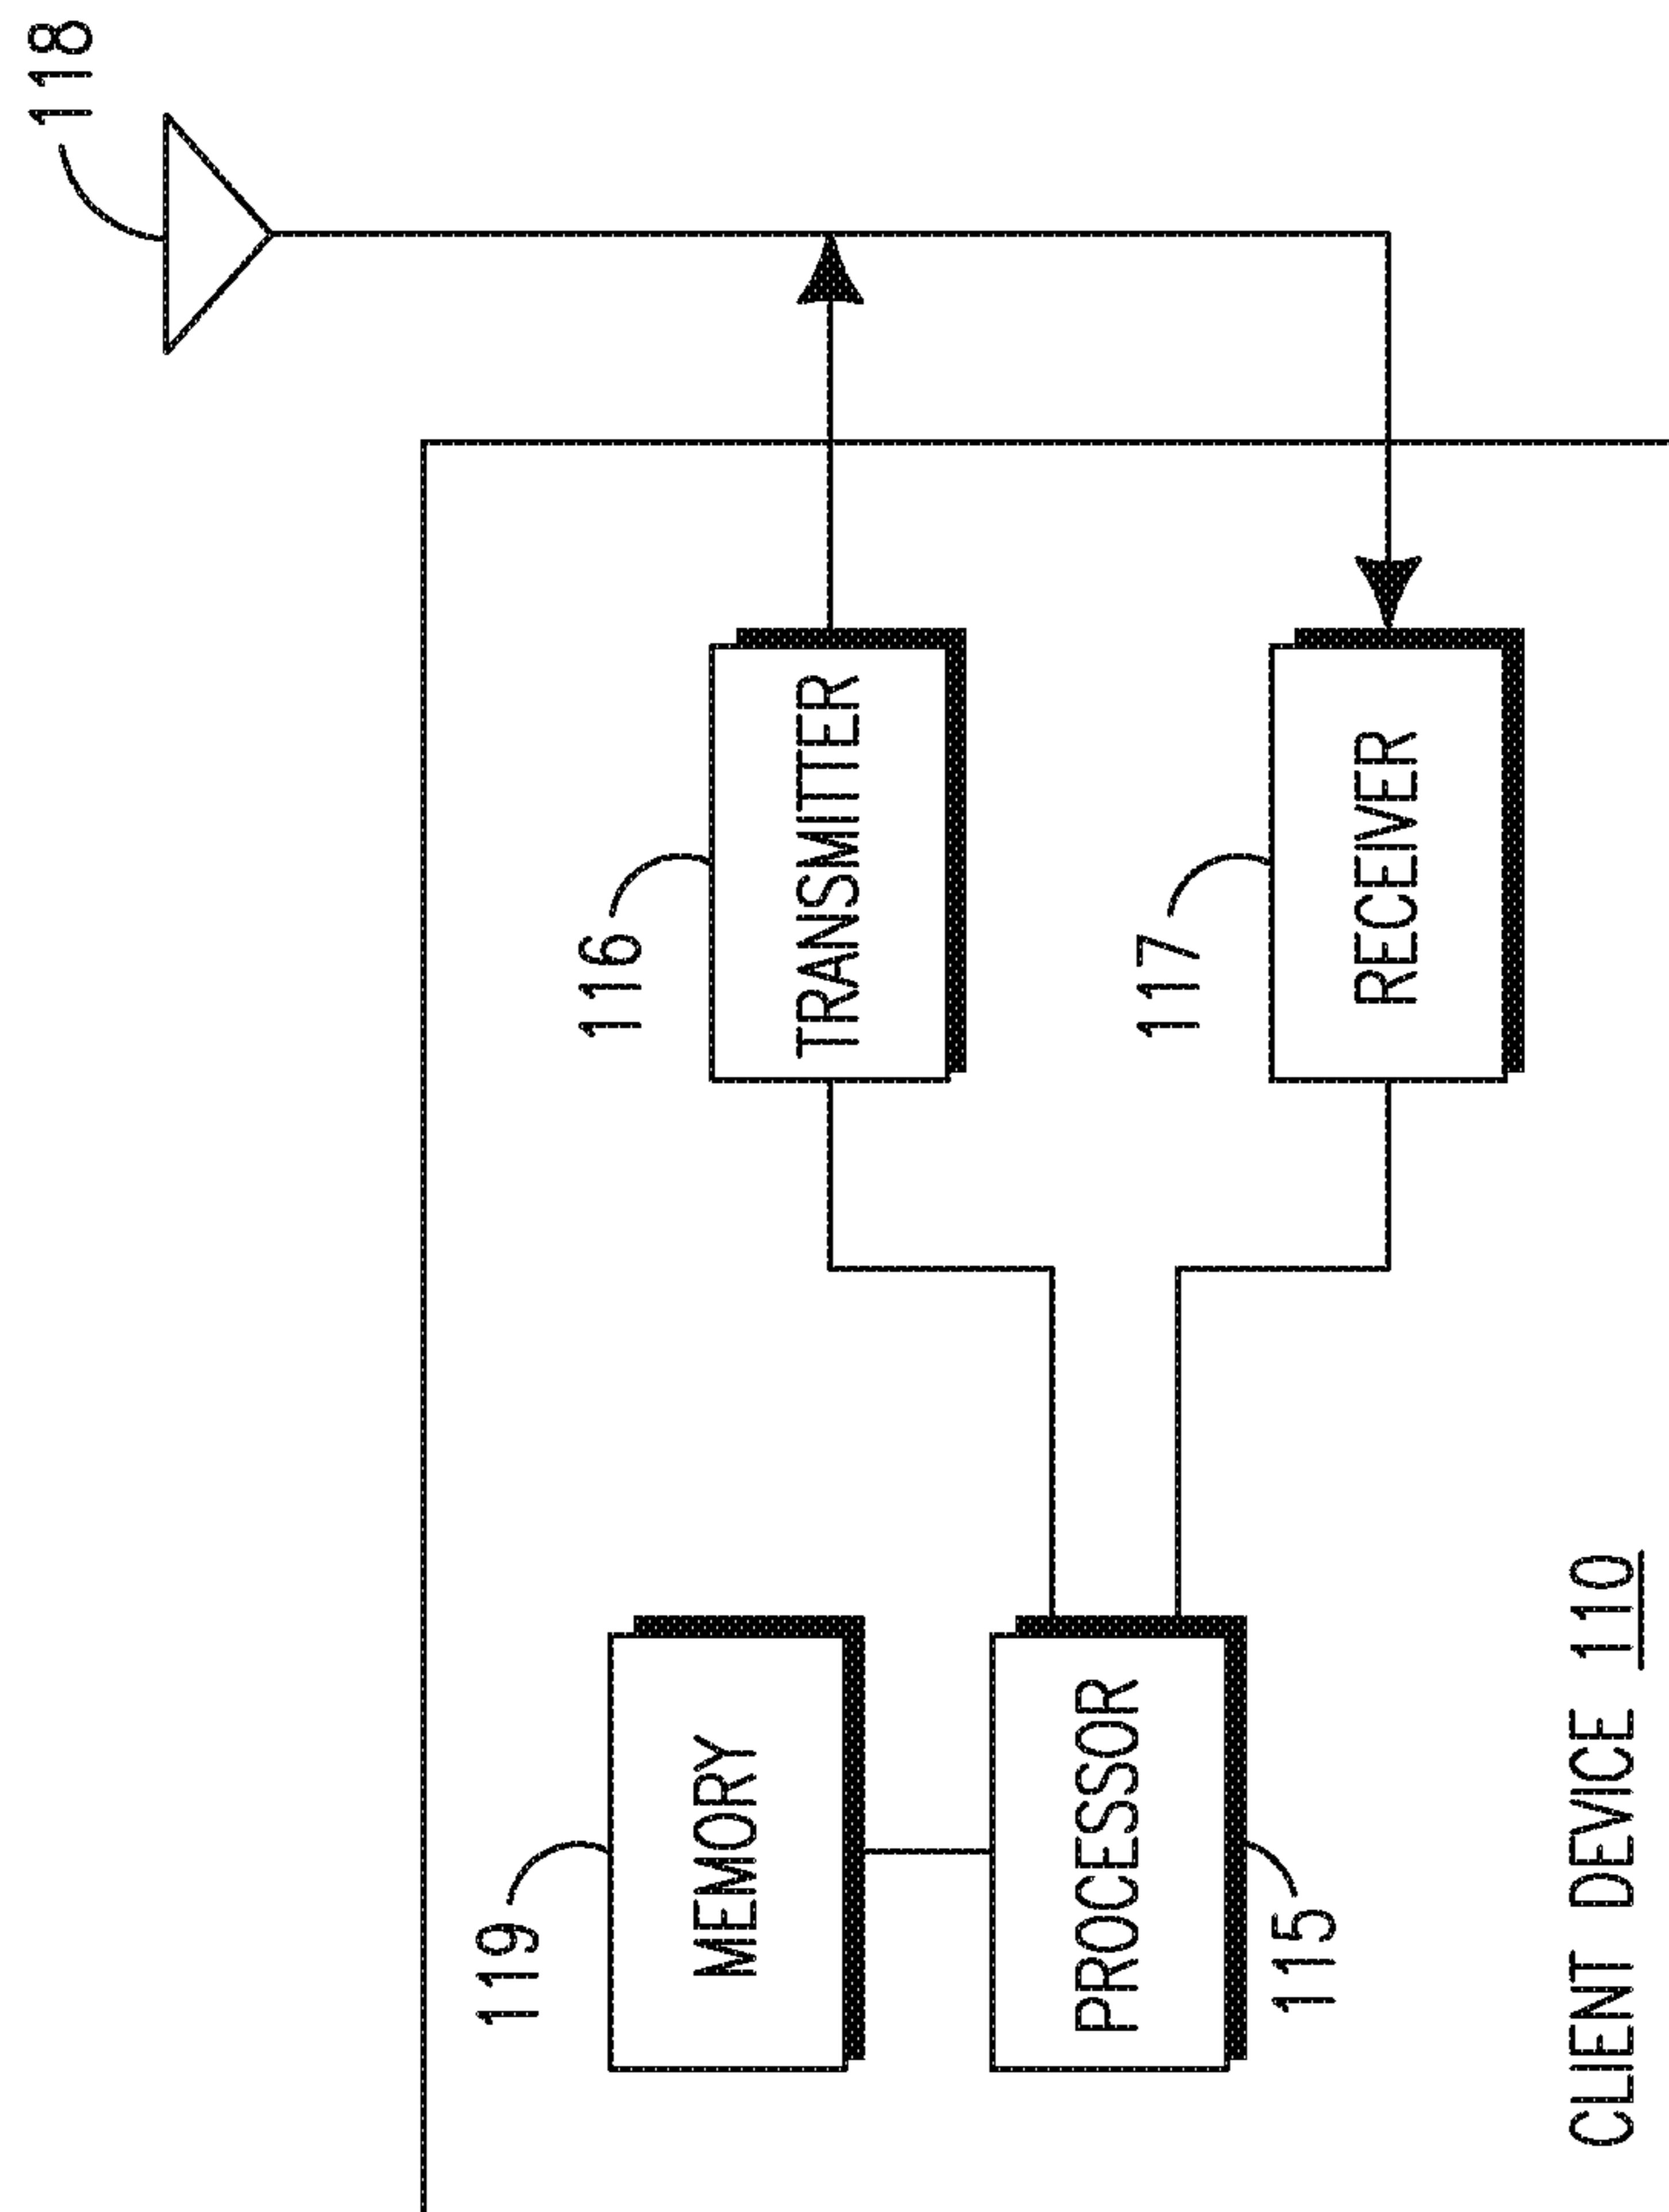 118
116
TRANSMITTER
117
RECEIVER
119
MEMORY
PROCESSOR
115
CLIENT DEVICE 110